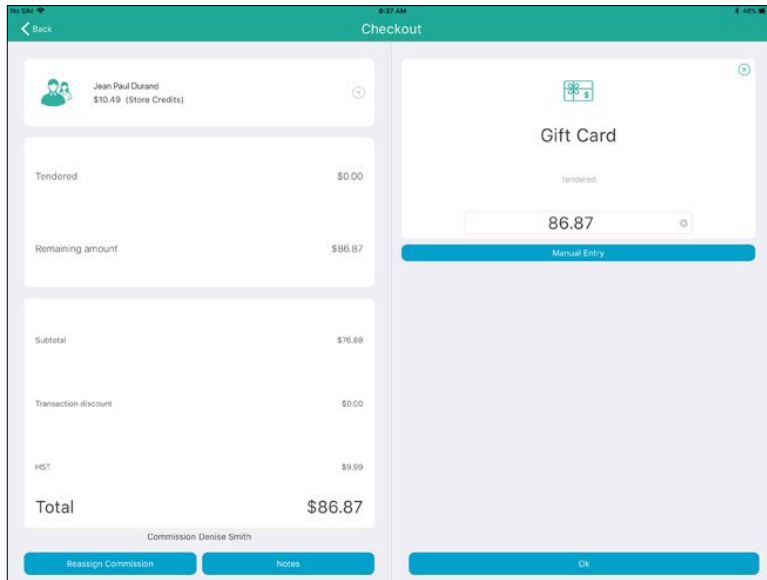 No SIM
9:37 AM
46%
Back
Checkout
Jean Paul Durand
$10.49 (Store Credits)
Tendered $0.00
Remaining amount $86.87
Subtotal $76.88
Transaction discount $0.00
HST $9.99
Total $86.87
Commission Denise Smith
Reassign Commission
Notes
$
Gift Card
Tendered
86.87
Manual Entry
Ok